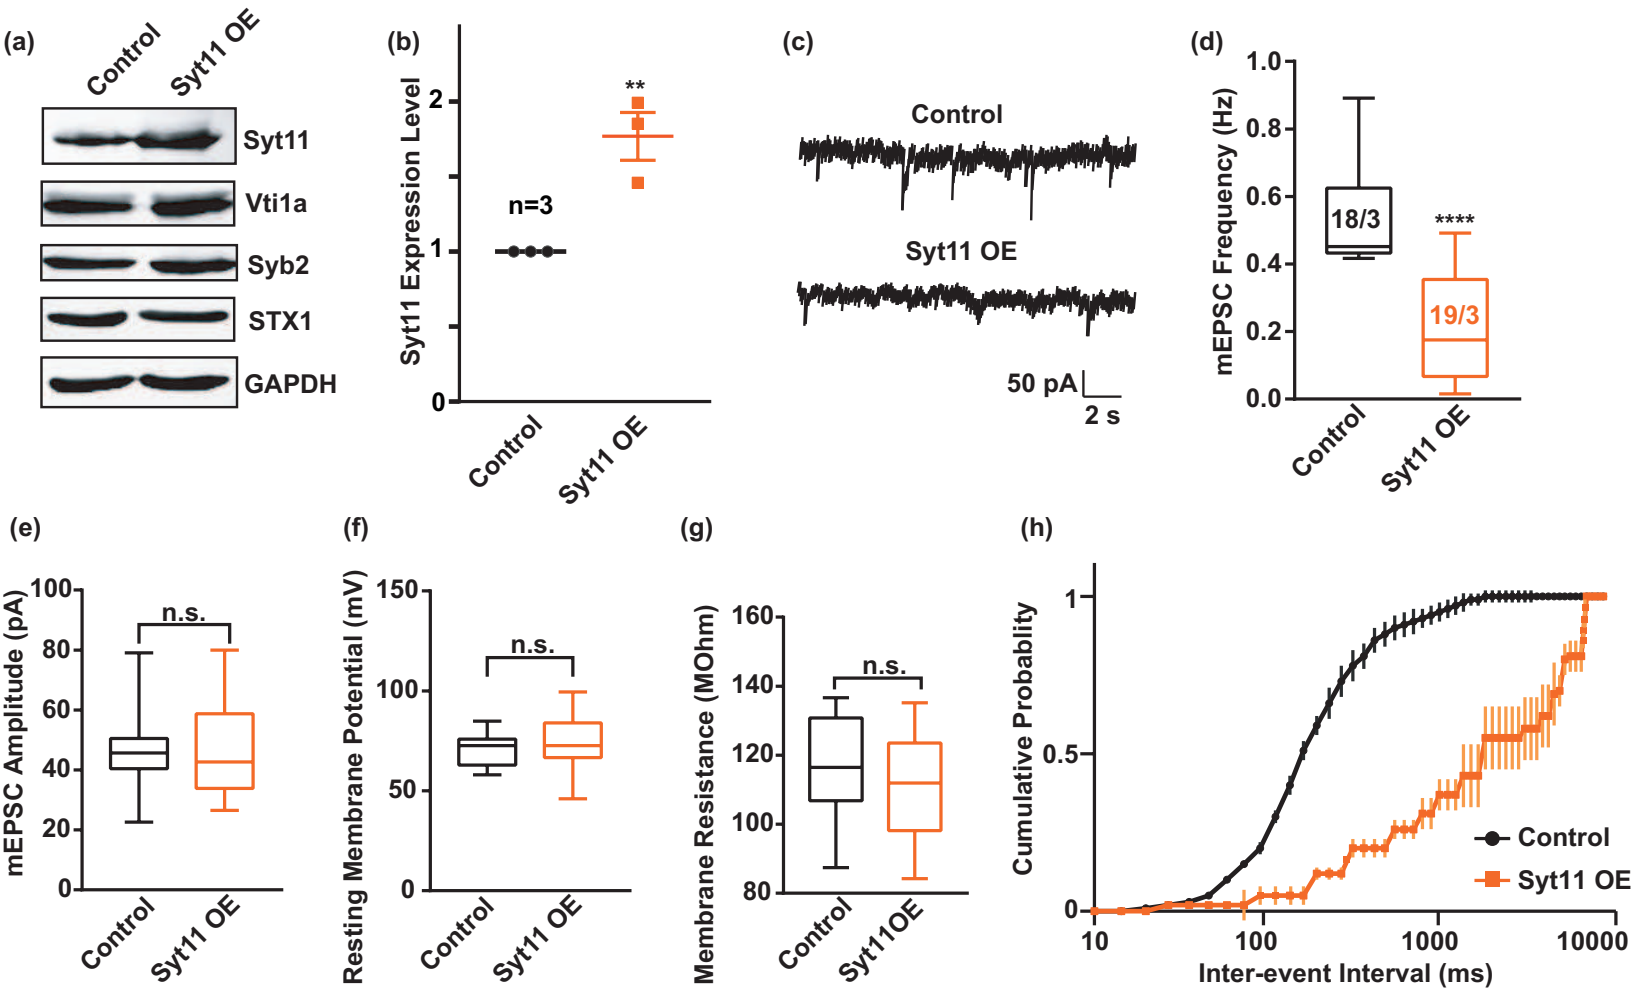 (a)
Control
Syt11 OE
Syt11
Vti1a
Syb2
STX1
GAPDH
(b)
Syt11 Expression Level
2
1
0
n=3
**
Control
Syt11 OE
(c)
Control
Syt11 OE
50 pA
2 s
(d)
mEPSC Frequency (Hz)
1.0
0.8
0.6
0.4
0.2
0.0
18/3
****
19/3
Control
Syt11 OE
(e)
mEPSC Amplitude (pA)
100
80
60
40
20
0
n.s.
Control
Syt11 OE
(f)
Resting Membrane Potential (mV)
150
100
50
0
n.s.
Control
Syt11 OE
(g)
Membrane Resistance (MOhm)
160
140
120
100
80
n.s.
Control
Syt11OE
(h)
Cumulative Probablity
1
0.5
0
Control
Syt11 OE
10
100
1000
10000
Inter-event Interval (ms)